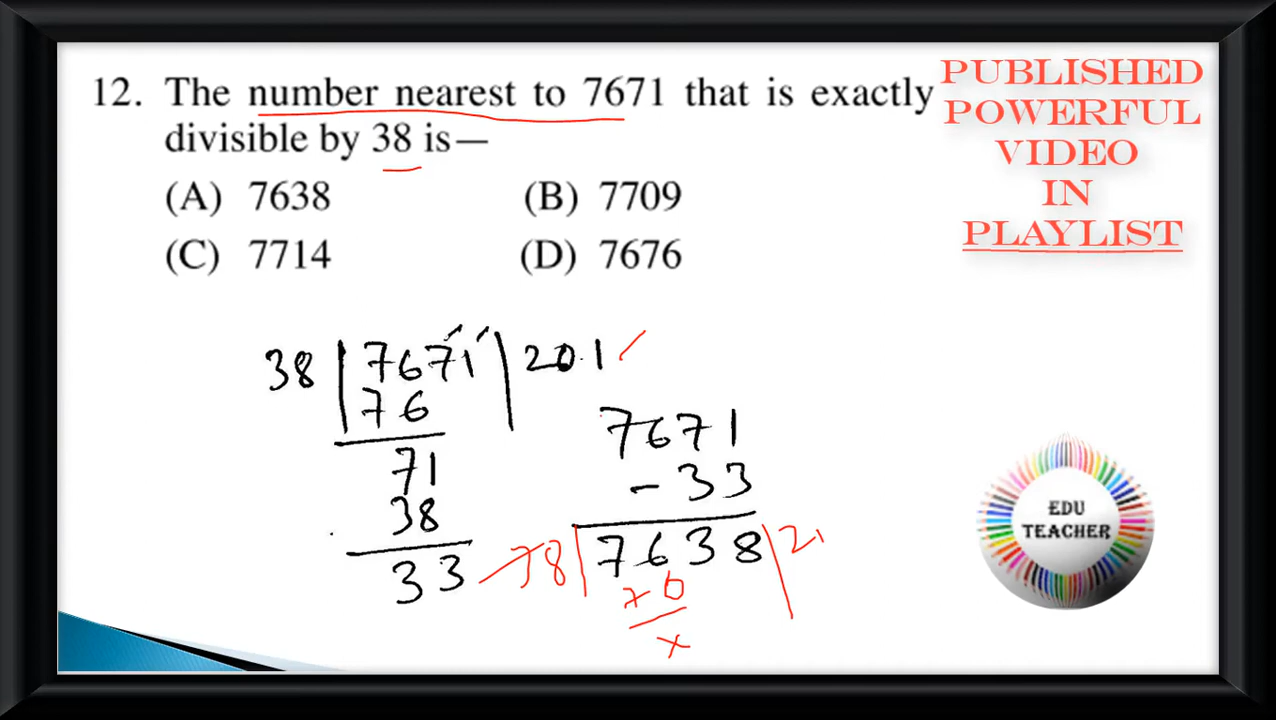 12. The number nearest to 7671 that is exactly
divisible by 38 is—
(A) 7638 (B) 7709
(C) 7714 (D) 7676
PUBLISHED
POWERFUL
VIDEO
IN
PLAYLIST
38 7671 201
76
71
38
33
7671
- 33
38 7638
76
x
EDU
TEACHER